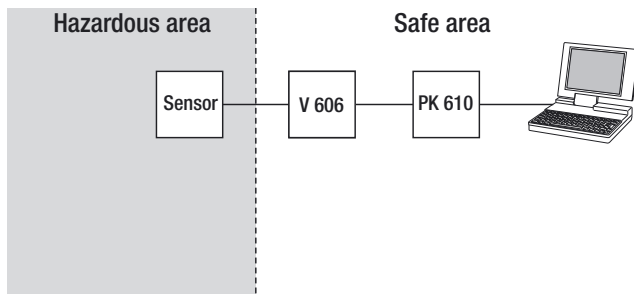 Hazardous area
Safe area
Sensor
V 606
PK 610